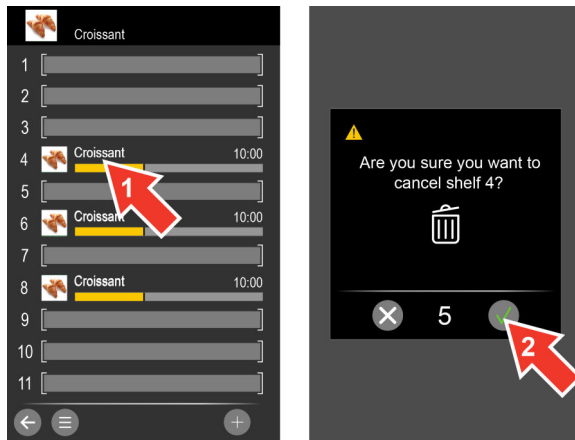 Croissant
1
2
3
4 Croissant 10:00
1
5
6 Croissant 10:00
7
8 Croissant 10:00
9
10
11
Are you sure you want to
cancel shelf 4?
5
2